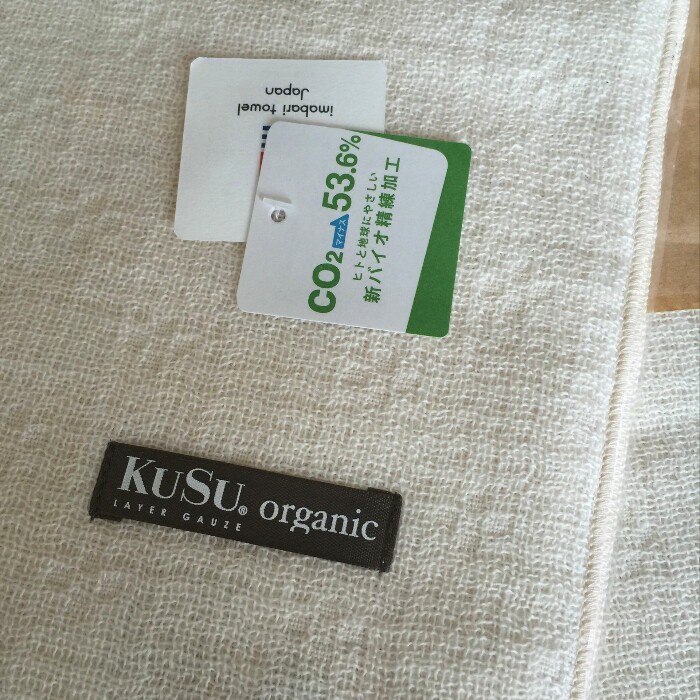 imabari towel
Japan
CO2 マイナス 53.6%
ヒトと地球にやさしい
新バイオ精練加工
KuSu® organic
LAYER GAUZE